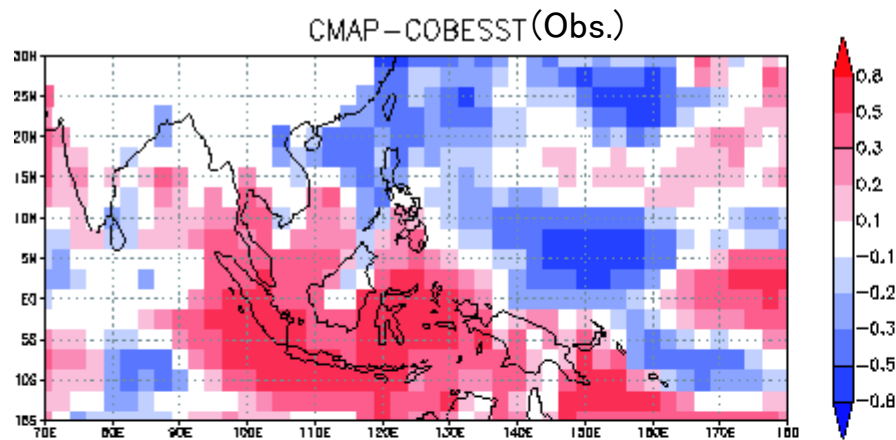 CMAP-COBESST(Obs.)
30N
25N
20N
15N
10N
5N
EQ
5S
10S
15S
70E 80E 90E 100E 110E 120E 130E 140E 150E 160E 170E 180
0.8
0.5
0.3
0.2
0.1
-0.1
-0.2
-0.3
-0.5
-0.8